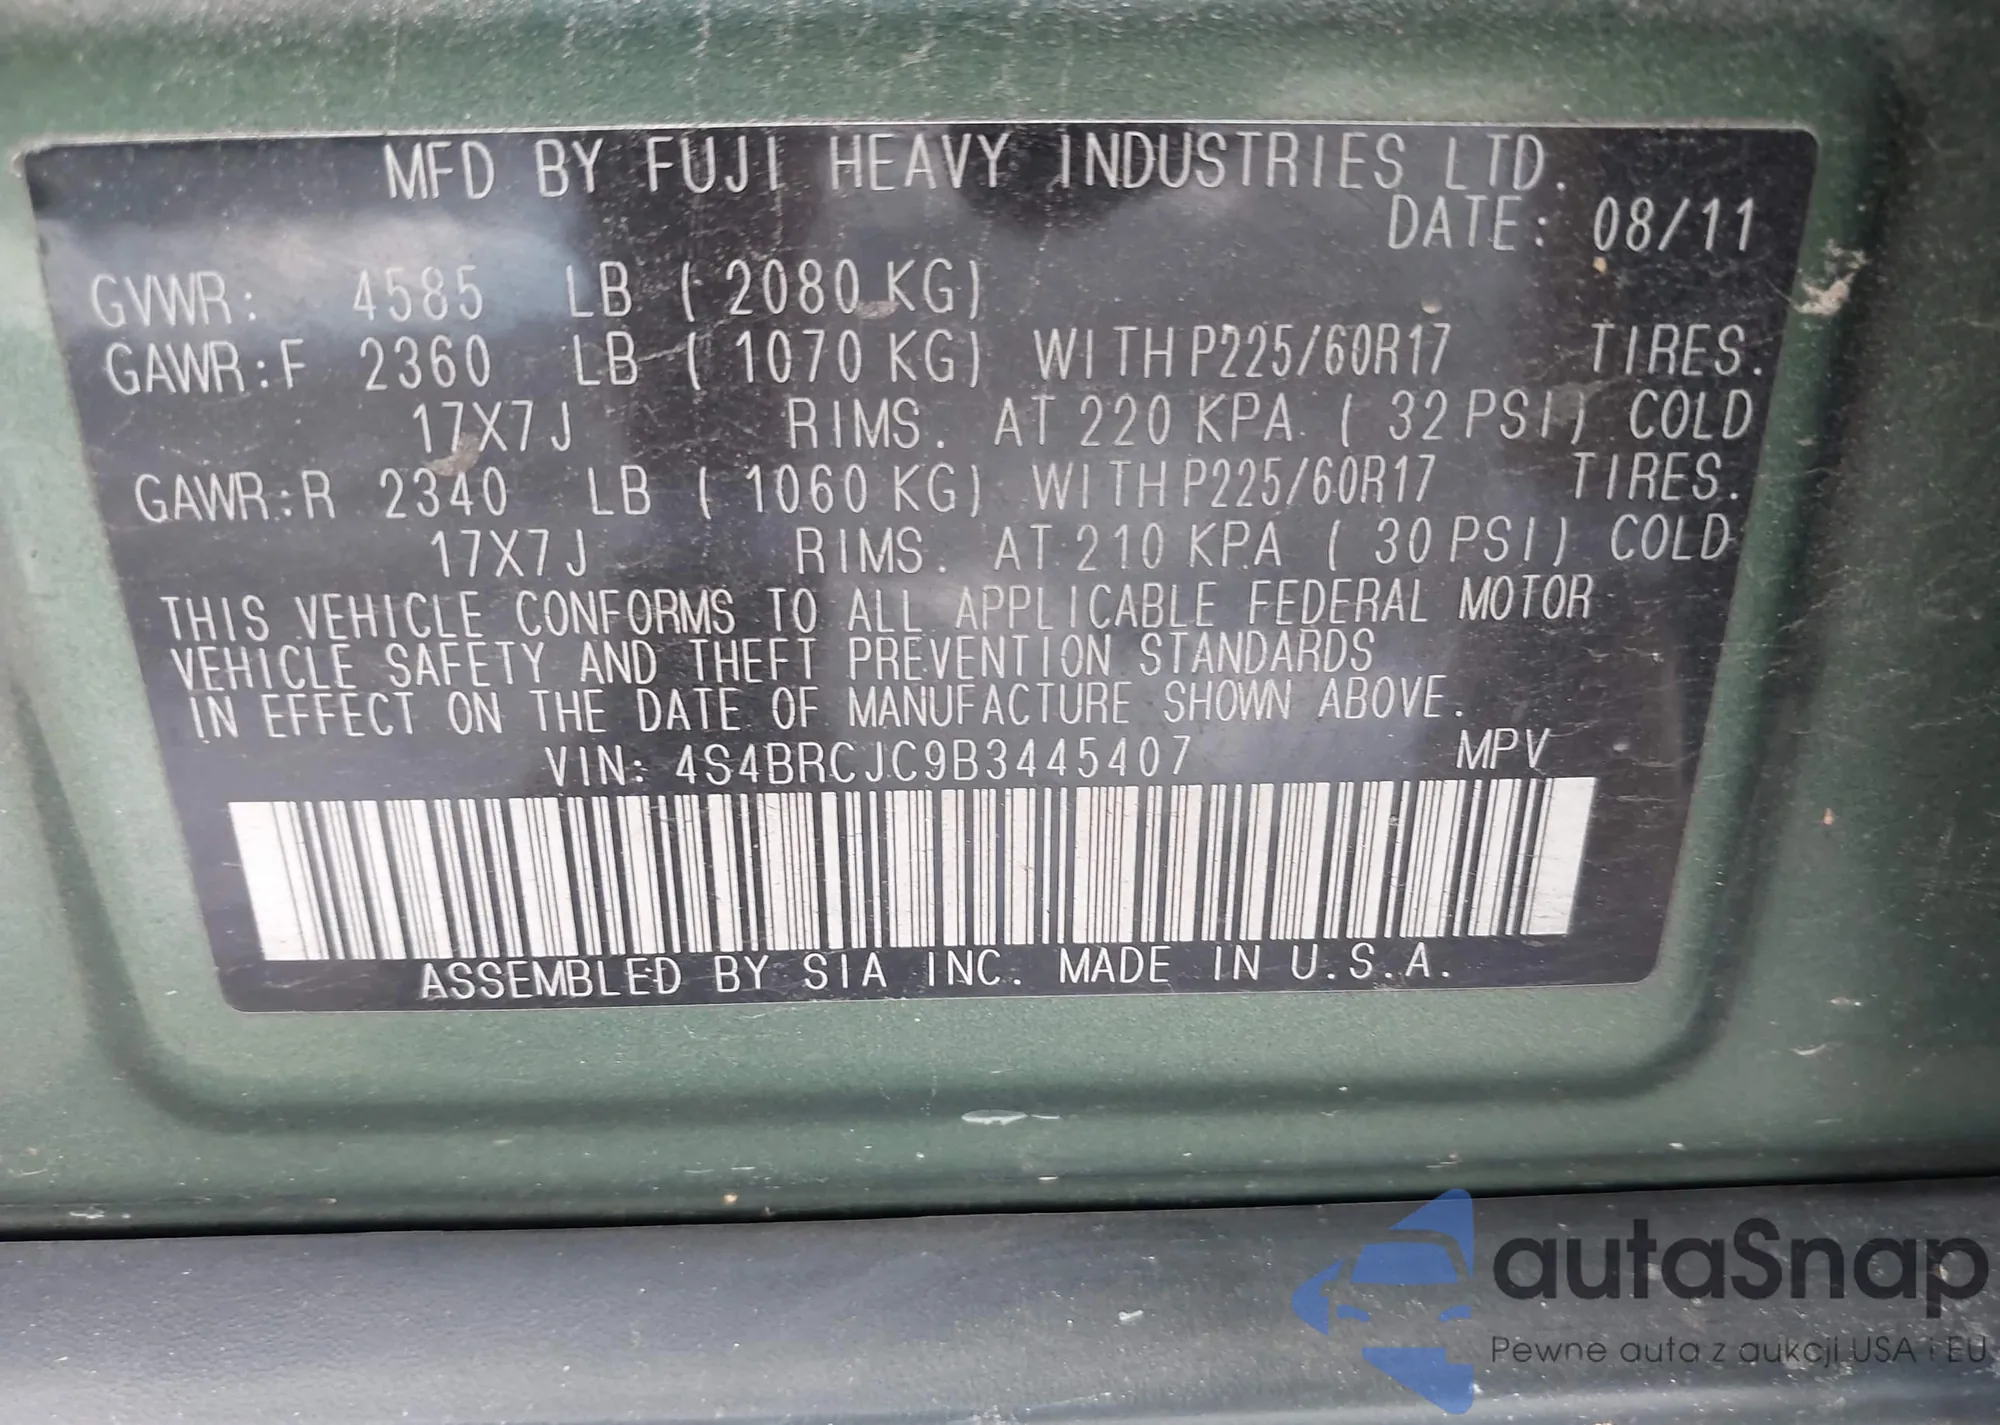 MFD BY FUJI HEAVY INDUSTRIES LTD.
DATE: 08/11
GVWR: 4585 LB ( 2080 KG)
GAWR:F 2360 LB ( 1070 KG) WITH P225/60R17 TIRES.
17X7J RIMS. AT 220 KPA ( 32 PSI) COLD
GAWR:R 2340 LB ( 1060 KG) WITH P225/60R17 TIRES.
17X7J RIMS. AT 210 KPA ( 30 PSI) COLD
THIS VEHICLE CONFORMS TO ALL APPLICABLE FEDERAL MOTOR
VEHICLE SAFETY AND THEFT PREVENTION STANDARDS
IN EFFECT ON THE DATE OF MANUFACTURE SHOWN ABOVE.
VIN: 4S4BRCJC9B3445407 MPV
ASSEMBLED BY SIA INC. MADE IN U.S.A.
autaSnap
Pewne auta z aukcji USA i EU